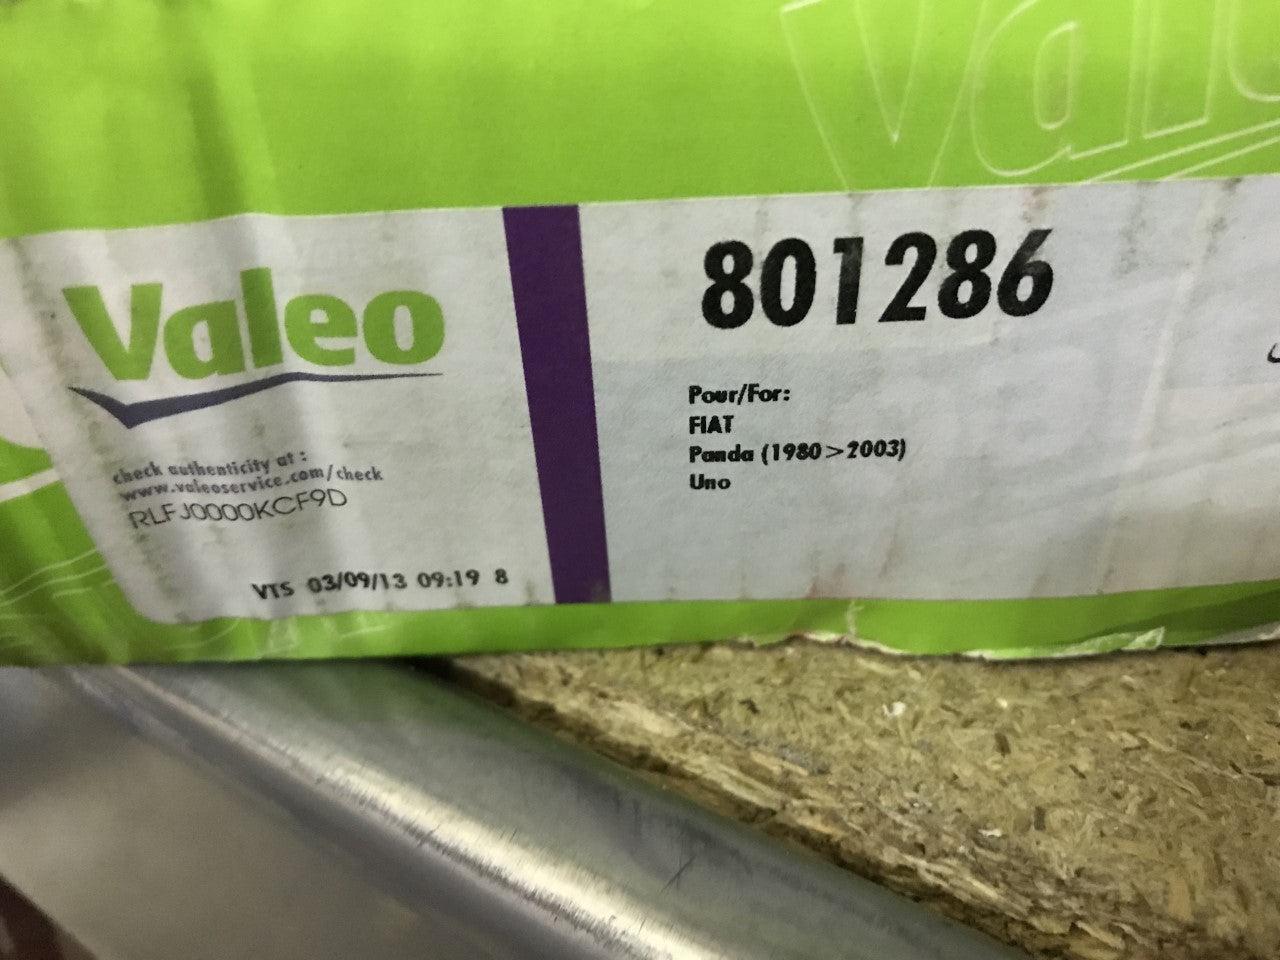 Valeo
Valeo
check authenticity at :
www.valeoservice.com/check
RLFJ0000KCF9D
VTS 03/09/13 09:19 8
801286
Pour/For:
FIAT
Panda (1980>2003)
Uno